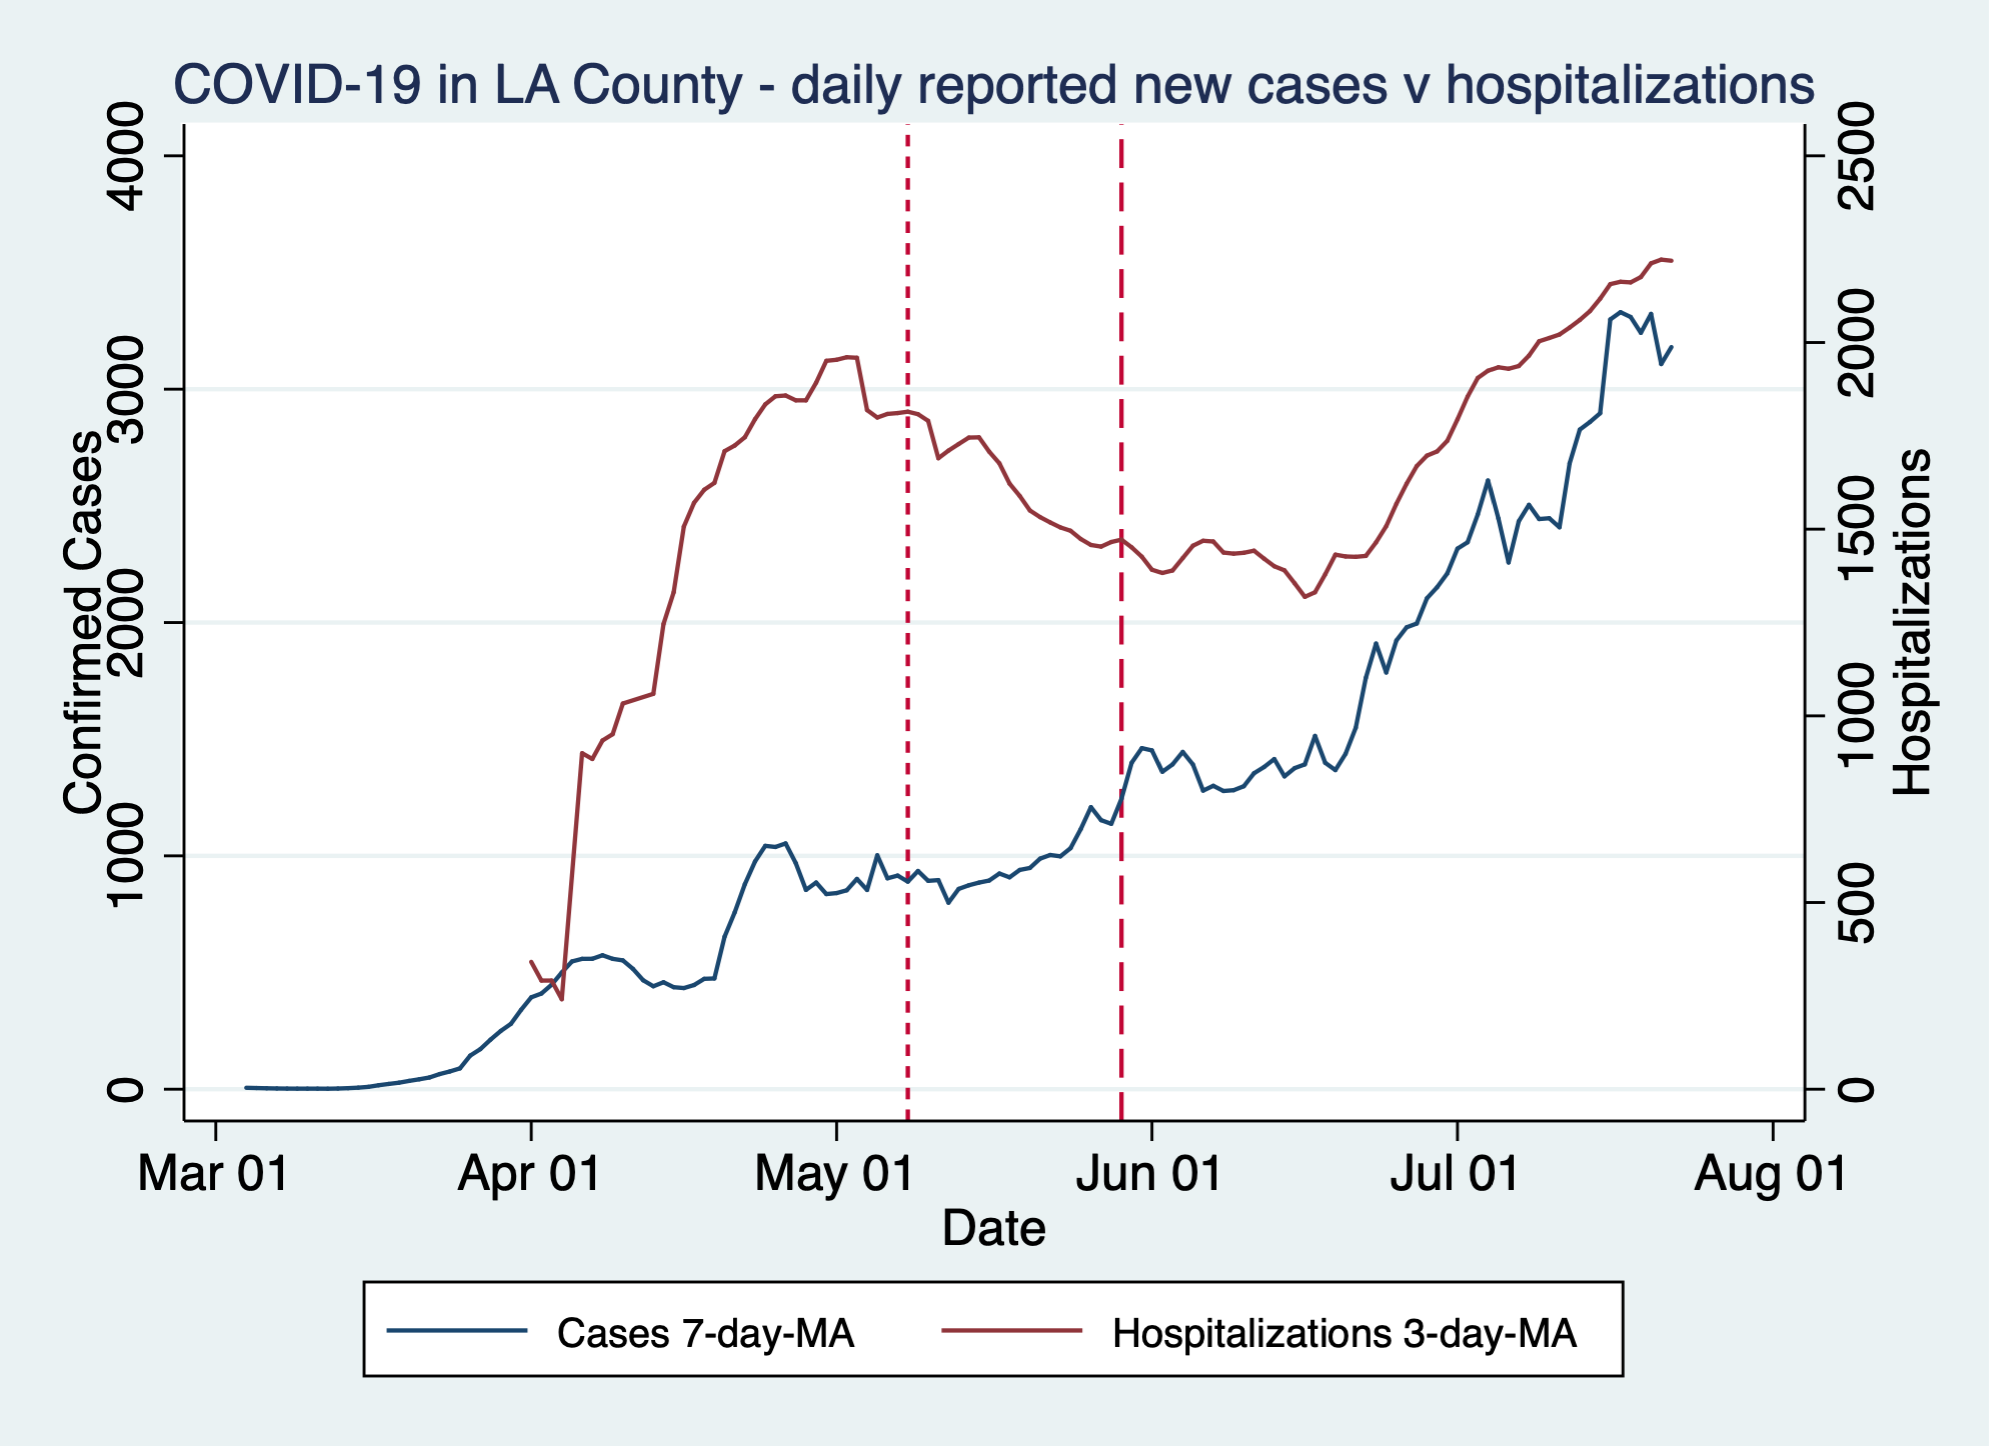 COVID-19 in LA County - daily reported new cases v hospitalizations
Confirmed Cases
4000
3000
2000
1000
0
2500
2000
1500
1000
500
0
Hospitalizations
Mar 01 Apr 01 May 01 Jun 01 Jul 01 Aug 01
Date
Cases 7-day-MA Hospitalizations 3-day-MA